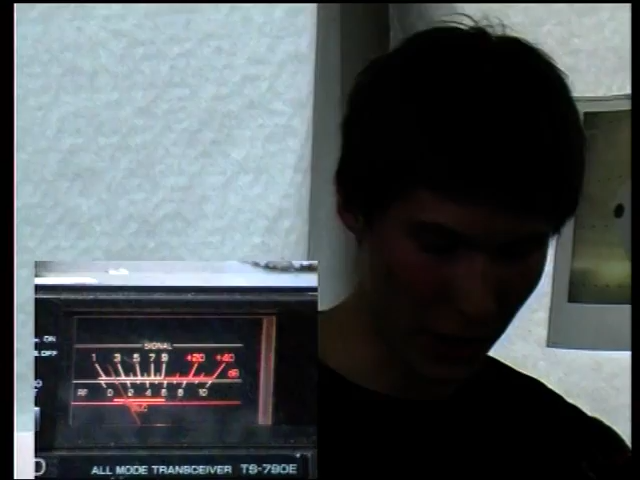 ON
OFF
SIGNAL
1 3 5 7 9 +20 +40
dB
RF 0 2 4 6 8 10
ALC
ALL MODE TRANSCEIVER TS-790E